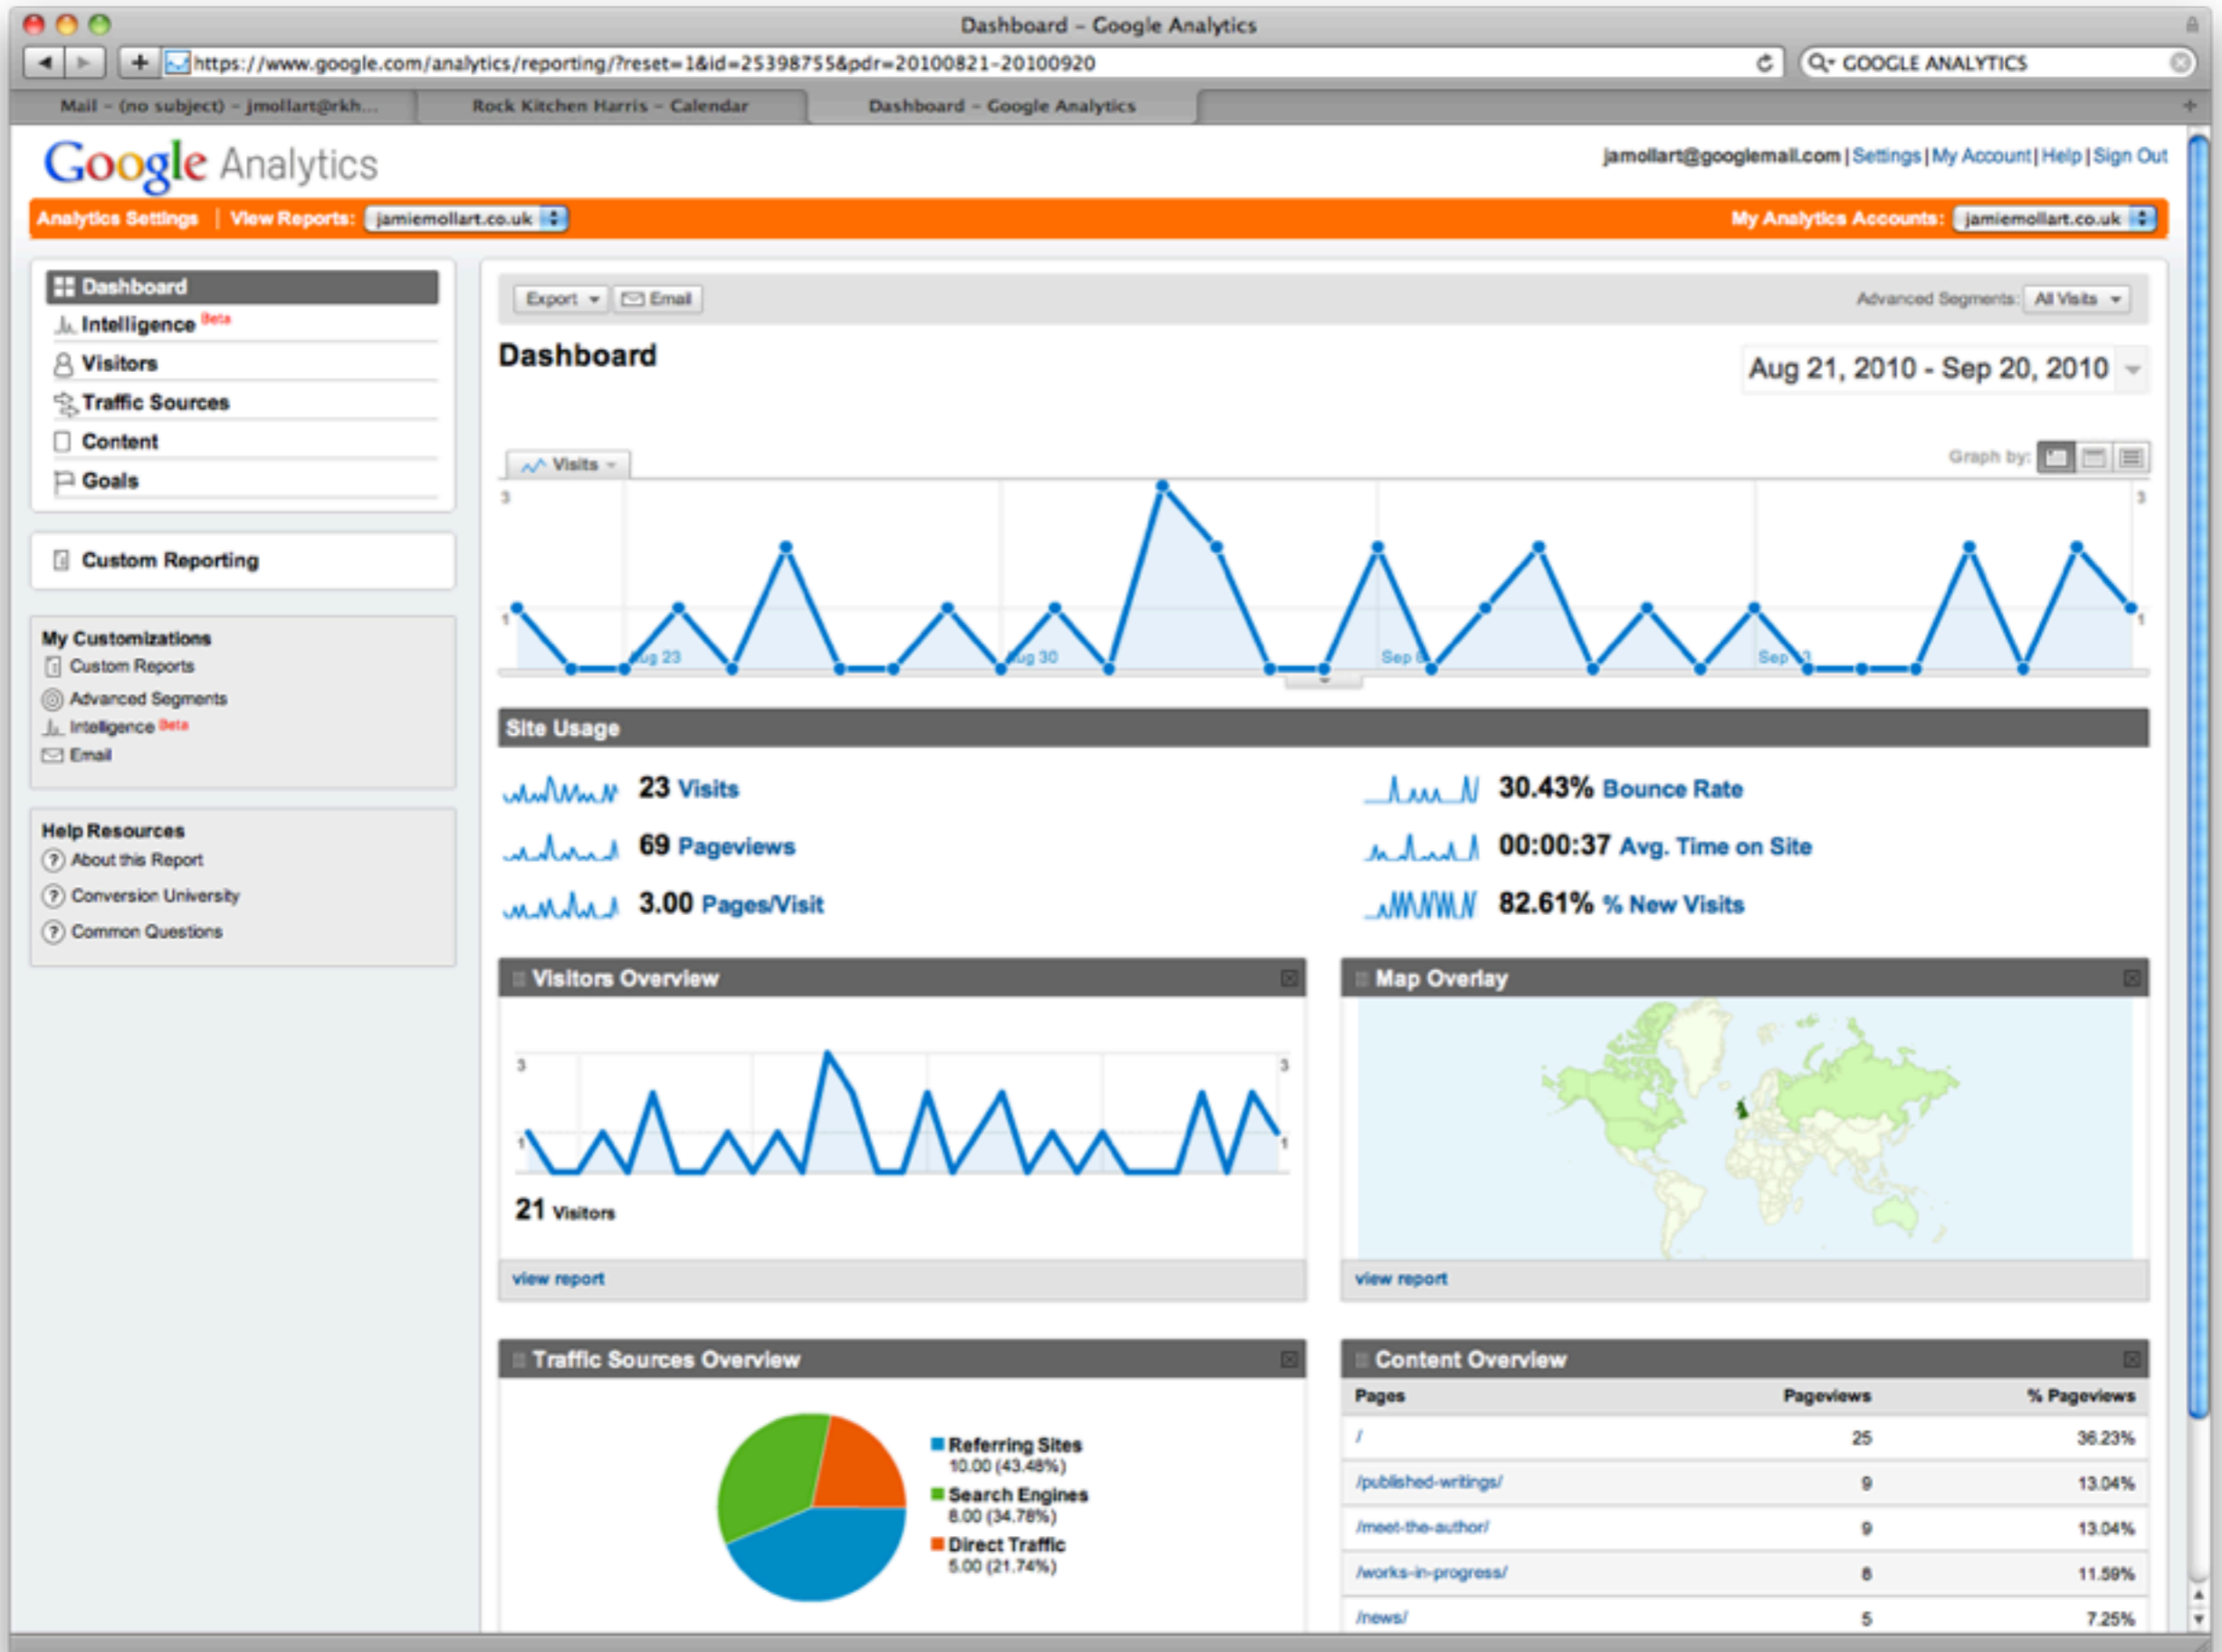 Dashboard – Google Analytics
https://www.google.com/analytics/reporting/?reset=1&id=25398755&pdr=20100821-20100920
GOOGLE ANALYTICS
Mail – (no subject) – jmollart@rkh...
Rock Kitchen Harris – Calendar
Dashboard – Google Analytics
Google Analytics
jamollart@googlemail.com | Settings | My Account | Help | Sign Out
Analytics Settings | View Reports: jamiemollart.co.uk
My Analytics Accounts: jamiemollart.co.uk
Dashboard
Intelligence Beta
Visitors
Traffic Sources
Content
Goals
Custom Reporting
My Customizations
Custom Reports
Advanced Segments
Intelligence Beta
Email
Help Resources
About this Report
Conversion University
Common Questions
Export
Email
Advanced Segments: All Visits
Dashboard
Aug 21, 2010 - Sep 20, 2010
Visits
Graph by:
3
3
1
1
Aug 23
Aug 30
Sep
Sep
Site Usage
23 Visits
30.43% Bounce Rate
69 Pageviews
00:00:37 Avg. Time on Site
3.00 Pages/Visit
82.61% % New Visits
Visitors Overview
3
3
1
1
21 Visitors
view report
Map Overlay
view report
Traffic Sources Overview
Referring Sites
10.00 (43.48%)
Search Engines
8.00 (34.78%)
Direct Traffic
5.00 (21.74%)
Content Overview
Pages Pageviews % Pageviews
/ 25 36.23%
/published-writings/ 9 13.04%
/meet-the-author/ 9 13.04%
/works-in-progress/ 8 11.59%
/news/ 5 7.25%